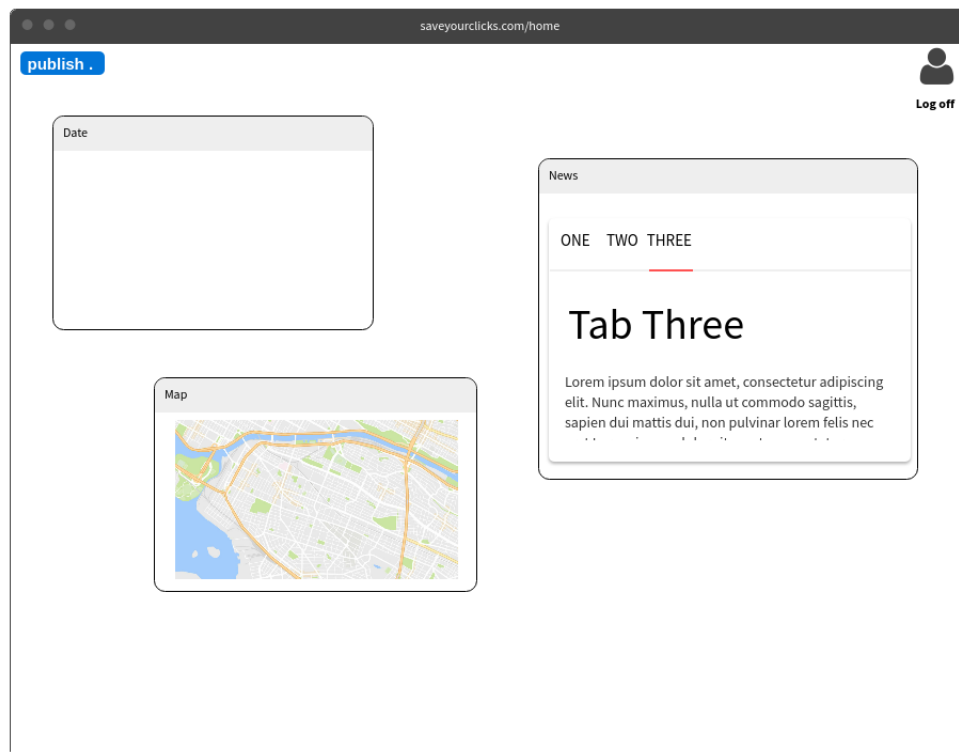 saveyourclicks.com/home
publish .
Log off
Date
News
ONE TWO THREE
Tab Three
Lorem ipsum dolor sit amet, consectetur adipiscing
elit. Nunc maximus, nulla ut commodo sagittis,
sapien dui mattis dui, non pulvinar lorem felis nec
Map